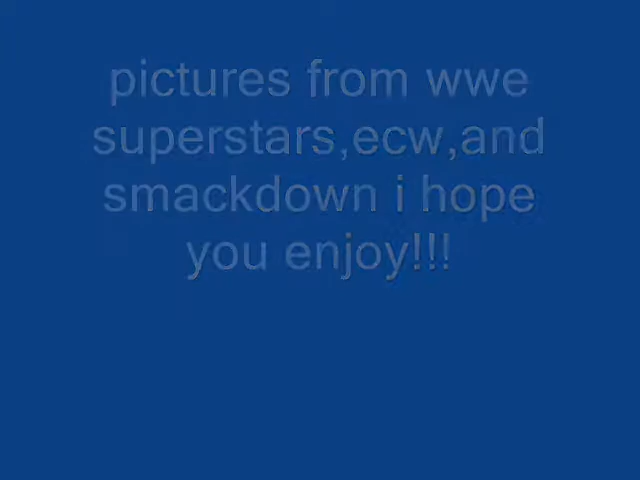 pictures from wwe
superstars,ecw,and
smackdown i hope
you enjoy!!!